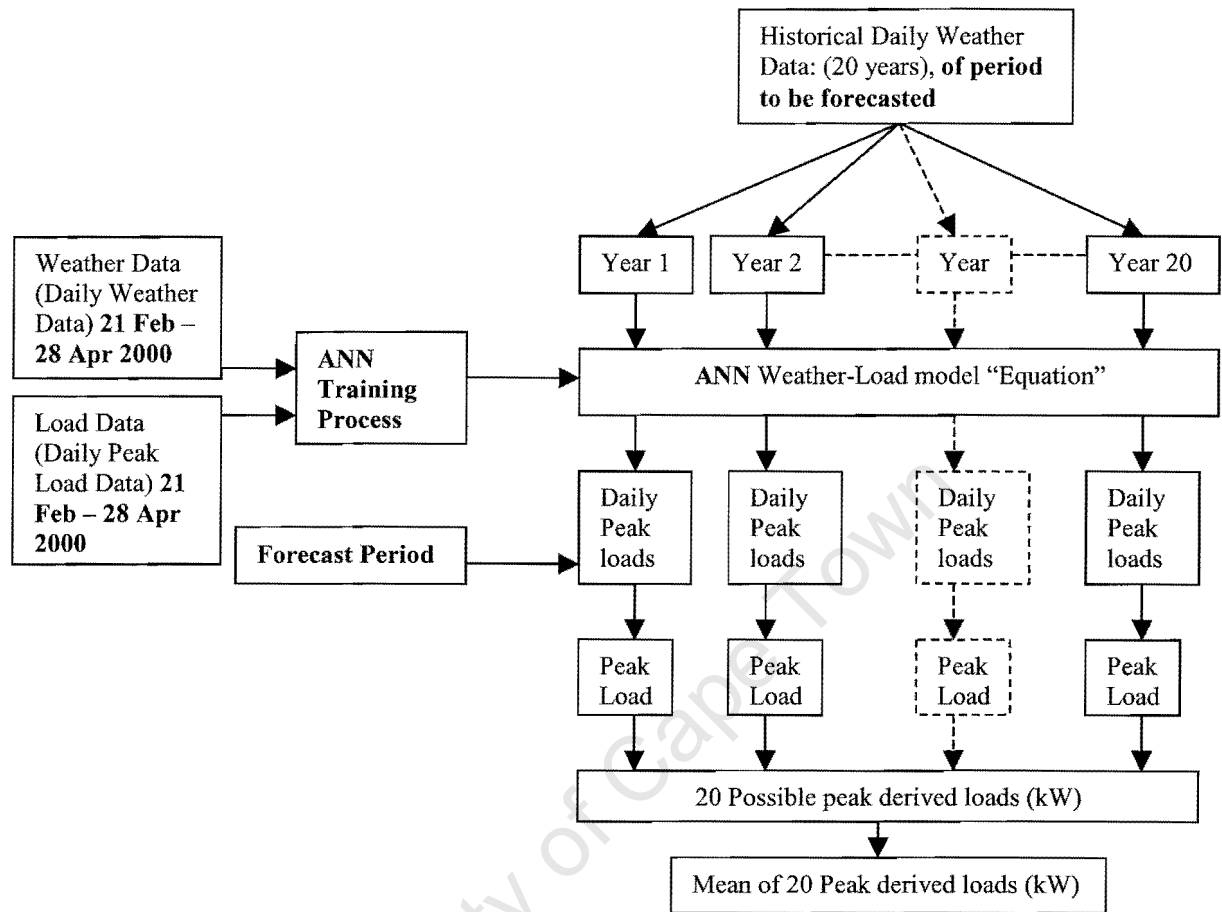 Historical Daily Weather
Data: (20 years), of period
to be forecasted
Year 1
Year 2
Year
Year 20
Weather Data
(Daily Weather
Data) 21 Feb –
28 Apr 2000
ANN
Training
Process
ANN Weather-Load model “Equation”
Load Data
(Daily Peak
Load Data) 21
Feb – 28 Apr
2000
Forecast Period
Daily
Peak
loads
Daily
Peak
loads
Daily
Peak
loads
Daily
Peak
loads
Peak
Load
Peak
Load
Peak
Load
Peak
Load
20 Possible peak derived loads (kW)
Mean of 20 Peak derived loads (kW)
ity of Cape Town